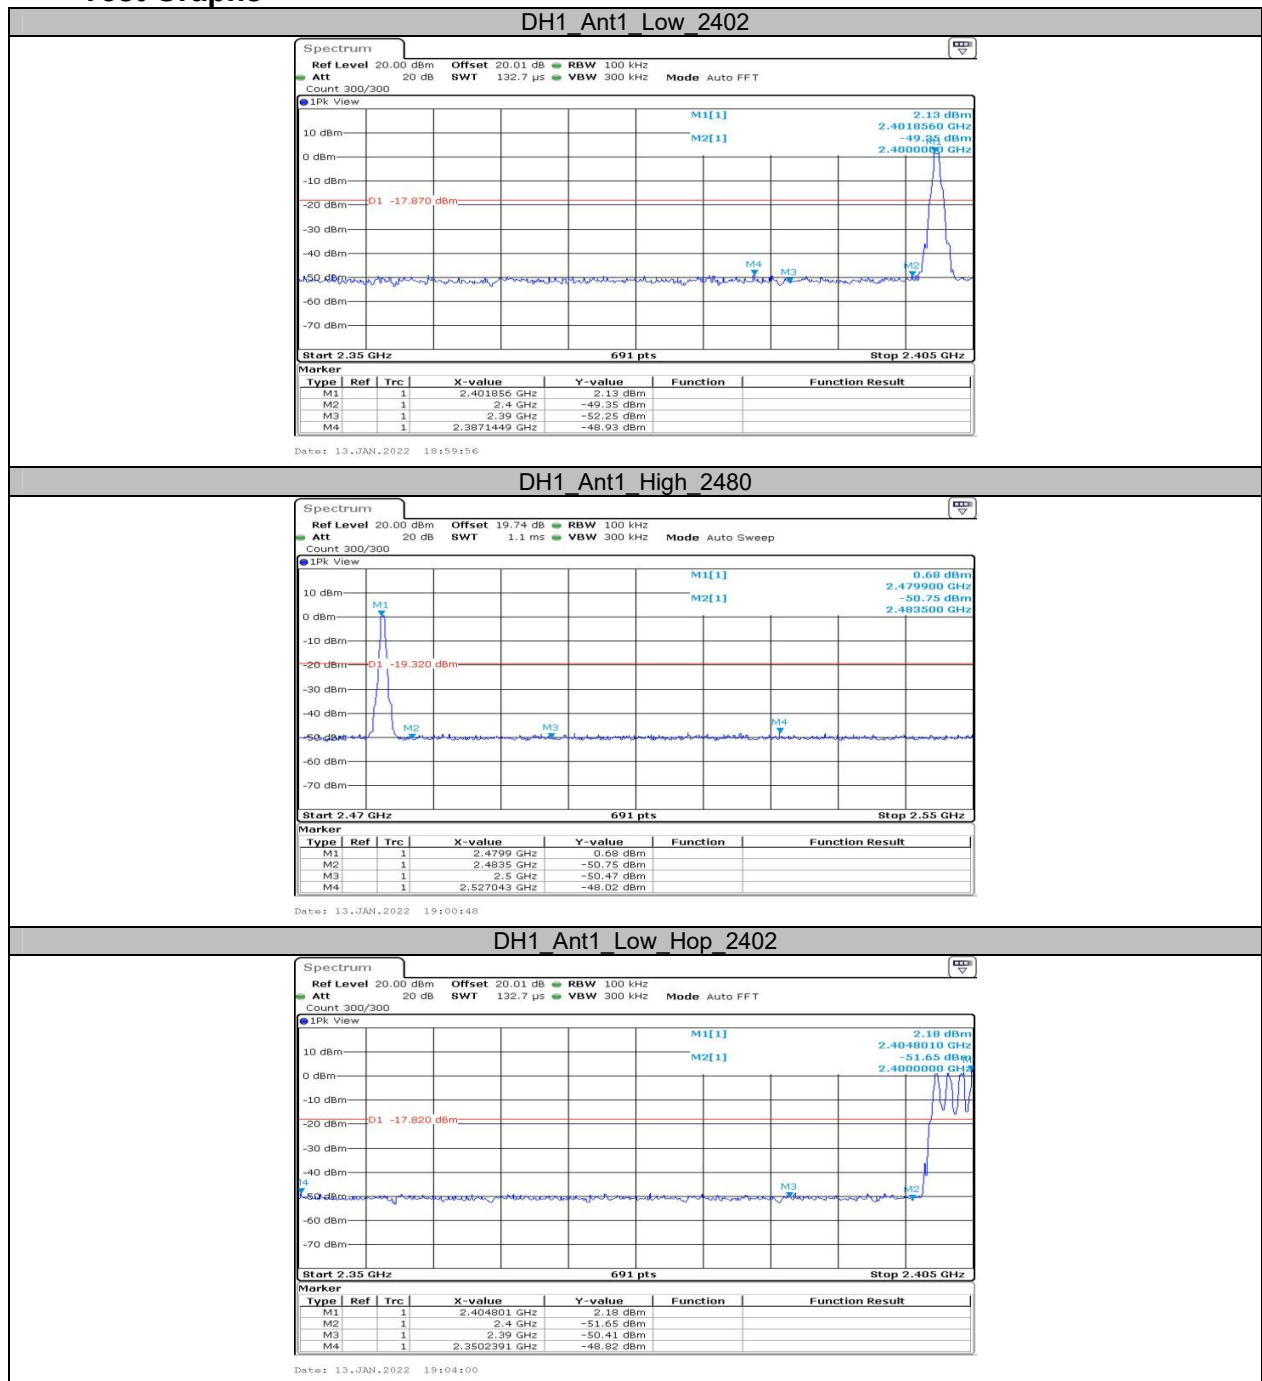 Test Graphs
DH1_Ant1_Low_2402
Spectrum
Ref Level 20.00 dBm Offset 20.01 dB RBW 100 kHz
Att 20 dB SWT 132.7 µs VBW 300 kHz Mode Auto FFT
Count 300/300
1Pk View
M1[1] 2.13 dBm
2.4018560 GHz
10 dBm
M2[1] -49.35 dBm
M1
2.4000000 GHz
0 dBm
-10 dBm
-20 dBm
D1 -17.870 dBm
-30 dBm
-40 dBm
M4 M3 M2
-50 dBm
-60 dBm
-70 dBm
Start 2.35 GHz 691 pts Stop 2.405 GHz
Marker
Type Ref Trc X-value Y-value Function Function Result
M1 1 2.401856 GHz 2.13 dBm
M2 1 2.4 GHz -49.35 dBm
M3 1 2.39 GHz -52.25 dBm
M4 1 2.3871449 GHz -48.93 dBm
Date: 13.JAN.2022 18:59:56
DH1_Ant1_High_2480
Spectrum
Ref Level 20.00 dBm Offset 19.74 dB RBW 100 kHz
Att 20 dB SWT 1.1 ms VBW 300 kHz Mode Auto Sweep
Count 300/300
1Pk View
M1[1] 0.68 dBm
2.479900 GHz
10 dBm
M2[1] -50.75 dBm
M1
2.483500 GHz
0 dBm
-10 dBm
-20 dBm
D1 -19.320 dBm
-30 dBm
-40 dBm
M2 M3 M4
-50 dBm
-60 dBm
-70 dBm
Start 2.47 GHz 691 pts Stop 2.55 GHz
Marker
Type Ref Trc X-value Y-value Function Function Result
M1 1 2.4799 GHz 0.68 dBm
M2 1 2.4835 GHz -50.75 dBm
M3 1 2.5 GHz -50.47 dBm
M4 1 2.527043 GHz -48.02 dBm
Date: 13.JAN.2022 19:00:48
DH1_Ant1_Low_Hop_2402
Spectrum
Ref Level 20.00 dBm Offset 20.01 dB RBW 100 kHz
Att 20 dB SWT 132.7 µs VBW 300 kHz Mode Auto FFT
Count 300/300
1Pk View
M1[1] 2.18 dBm
2.4048010 GHz
10 dBm
M2[1] -51.65 dBm
2.4000000 GHz
0 dBm
-10 dBm
-20 dBm
D1 -17.820 dBm
-30 dBm
-40 dBm
M3 M2
-50 dBm
-60 dBm
-70 dBm
Start 2.35 GHz 691 pts Stop 2.405 GHz
Marker
Type Ref Trc X-value Y-value Function Function Result
M1 1 2.404801 GHz 2.18 dBm
M2 1 2.4 GHz -51.65 dBm
M3 1 2.39 GHz -50.41 dBm
M4 1 2.3502391 GHz -48.82 dBm
Date: 13.JAN.2022 19:04:00